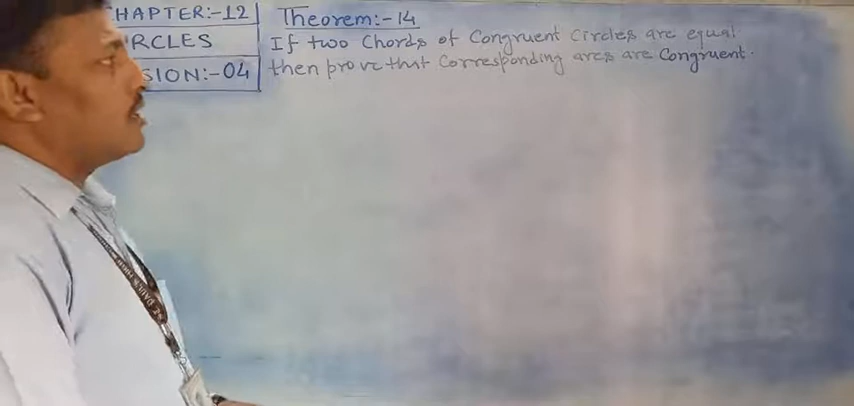 HAPTER:-12
RCLES
SION:-04
Theorem:-14
If two Chords of Congruent Circles are equal
then prove that Corresponding arcs are Congruent.